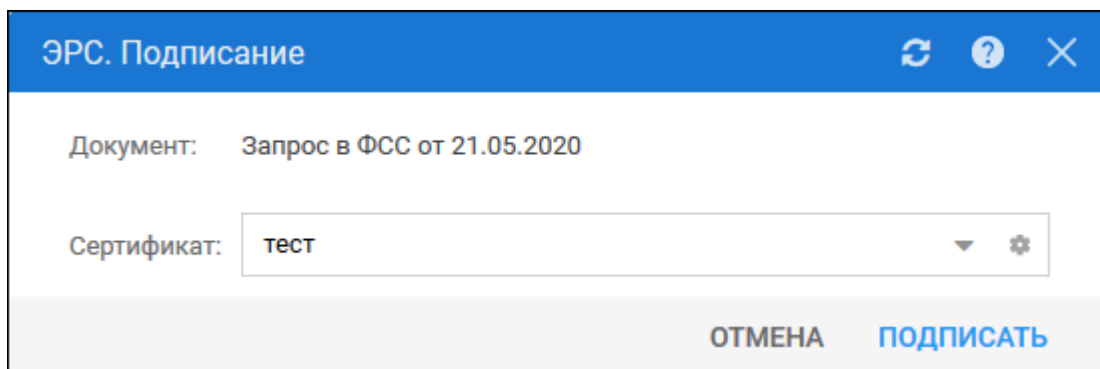 ЭРС. Подписание
Документ: Запрос в ФСС от 21.05.2020
Сертификат: тест
ОТМЕНА ПОДПИСАТЬ